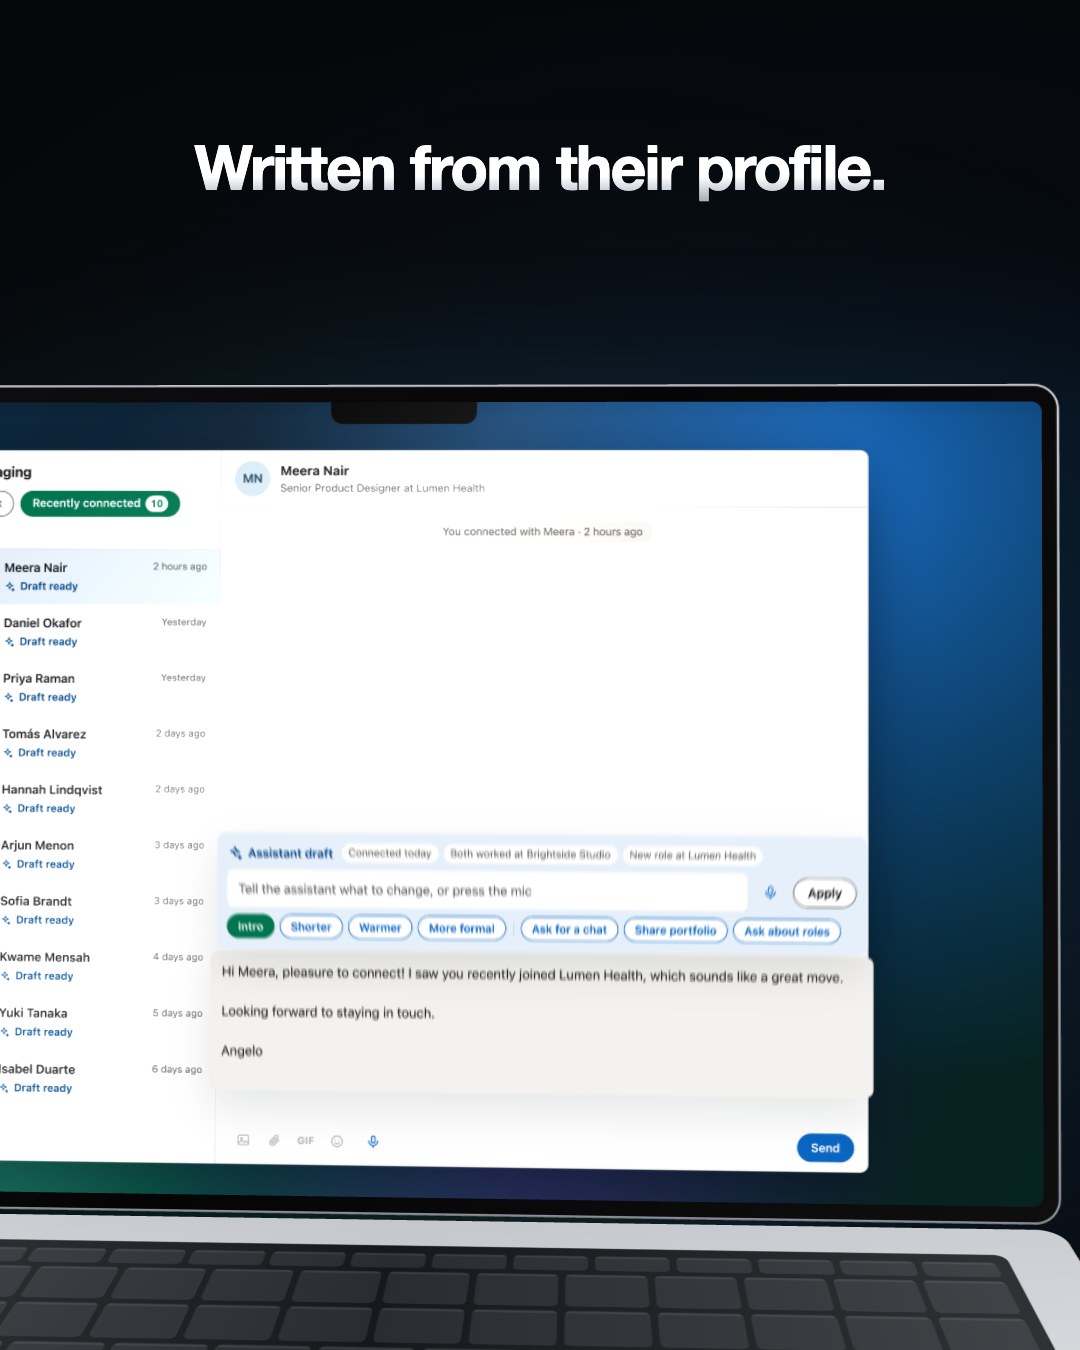 Written from their profile.
Recently connected 10
Meera Nair
2 hours ago
Draft ready
Daniel Okafor
Yesterday
Draft ready
Priya Raman
Yesterday
Draft ready
Tomás Alvarez
2 days ago
Draft ready
Hannah Lindqvist
2 days ago
Draft ready
Arjun Menon
3 days ago
Draft ready
Sofia Brandt
3 days ago
Draft ready
Kwame Mensah
4 days ago
Draft ready
Yuki Tanaka
5 days ago
Draft ready
Isabel Duarte
6 days ago
Draft ready
MN
Meera Nair
Senior Product Designer at Lumen Health
You connected with Meera · 2 hours ago
Assistant draft Connected today Both worked at Brightside Studio New role at Lumen Health
Tell the assistant what to change, or press the mic
Apply
Intro Shorter Warmer More formal Ask for a chat Share portfolio Ask about roles
Hi Meera, pleasure to connect! I saw you recently joined Lumen Health, which sounds like a great move.
Looking forward to staying in touch.
Angelo
GIF
Send